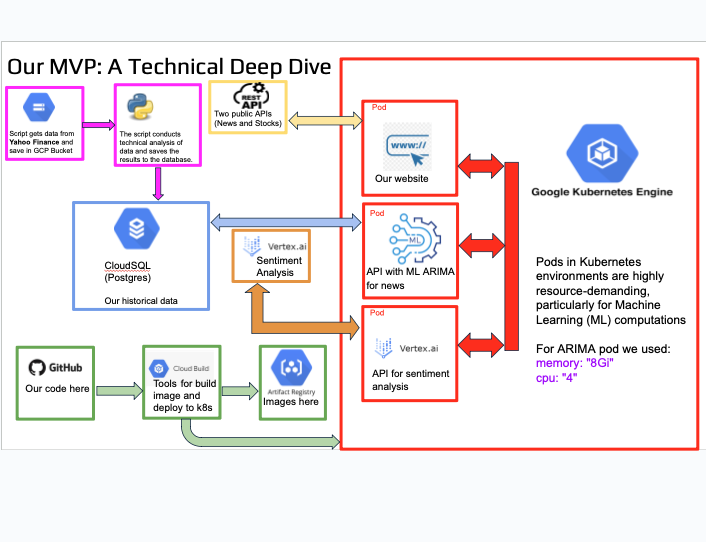 Our MVP: A Technical Deep Dive
Script gets data from
Yahoo Finance and
save in GCP Bucket
The script conducts
technical analysis of
data and saves the
results to the database.
REST
API
Two public APIs
(News and Stocks)
Pod
www://
Our website
Google Kubernetes Engine
CloudSQL
(Postgres)
Our historical data
Vertex.ai
Sentiment
Analysis
Pod
ML
API with ML ARIMA
for news
Pods in Kubernetes
environments are highly
resource-demanding,
particularly for Machine
Learning (ML) computations
For ARIMA pod we used:
memory: "8Gi"
cpu: "4"
Pod
Vertex.ai
API for sentiment
analysis
GitHub
Our code here
Cloud Build
Tools for build
image and
deploy to k8s
Artifact Registry
Images here